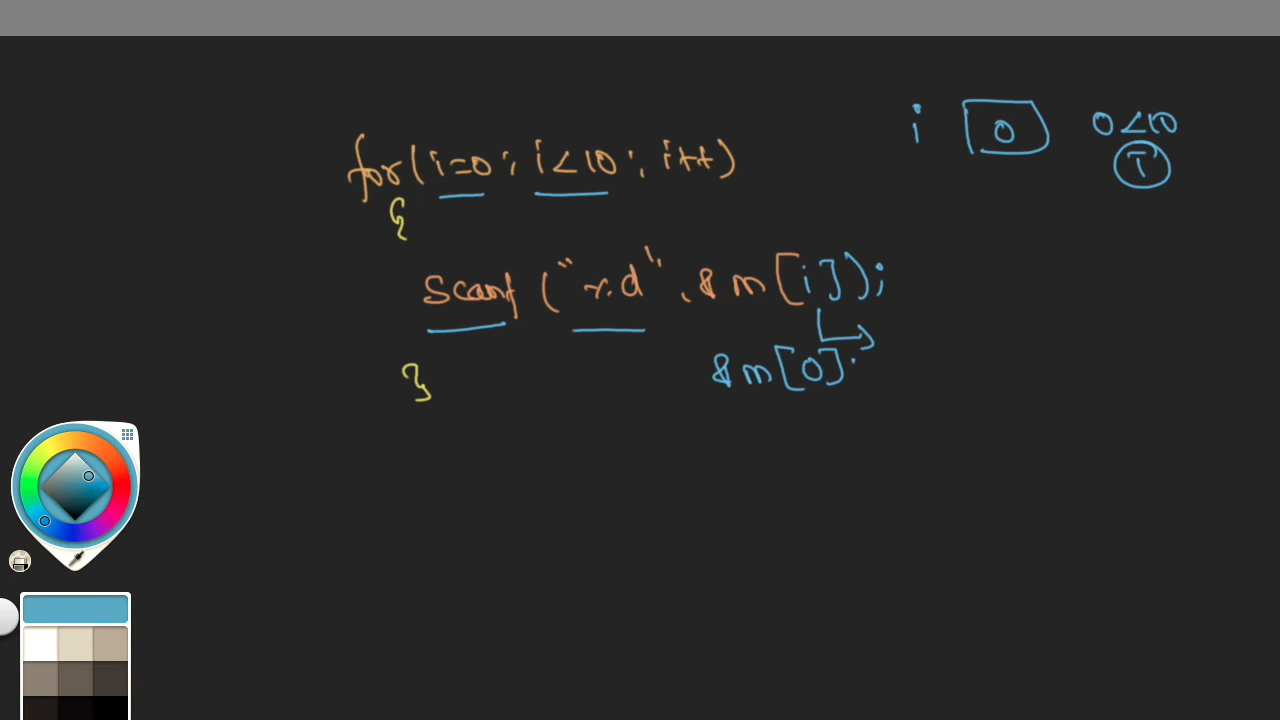 i 0 0<10
T
for(i=0; i<10; i++)
{
scanf("%d", &m[i]);
&m[0].
}